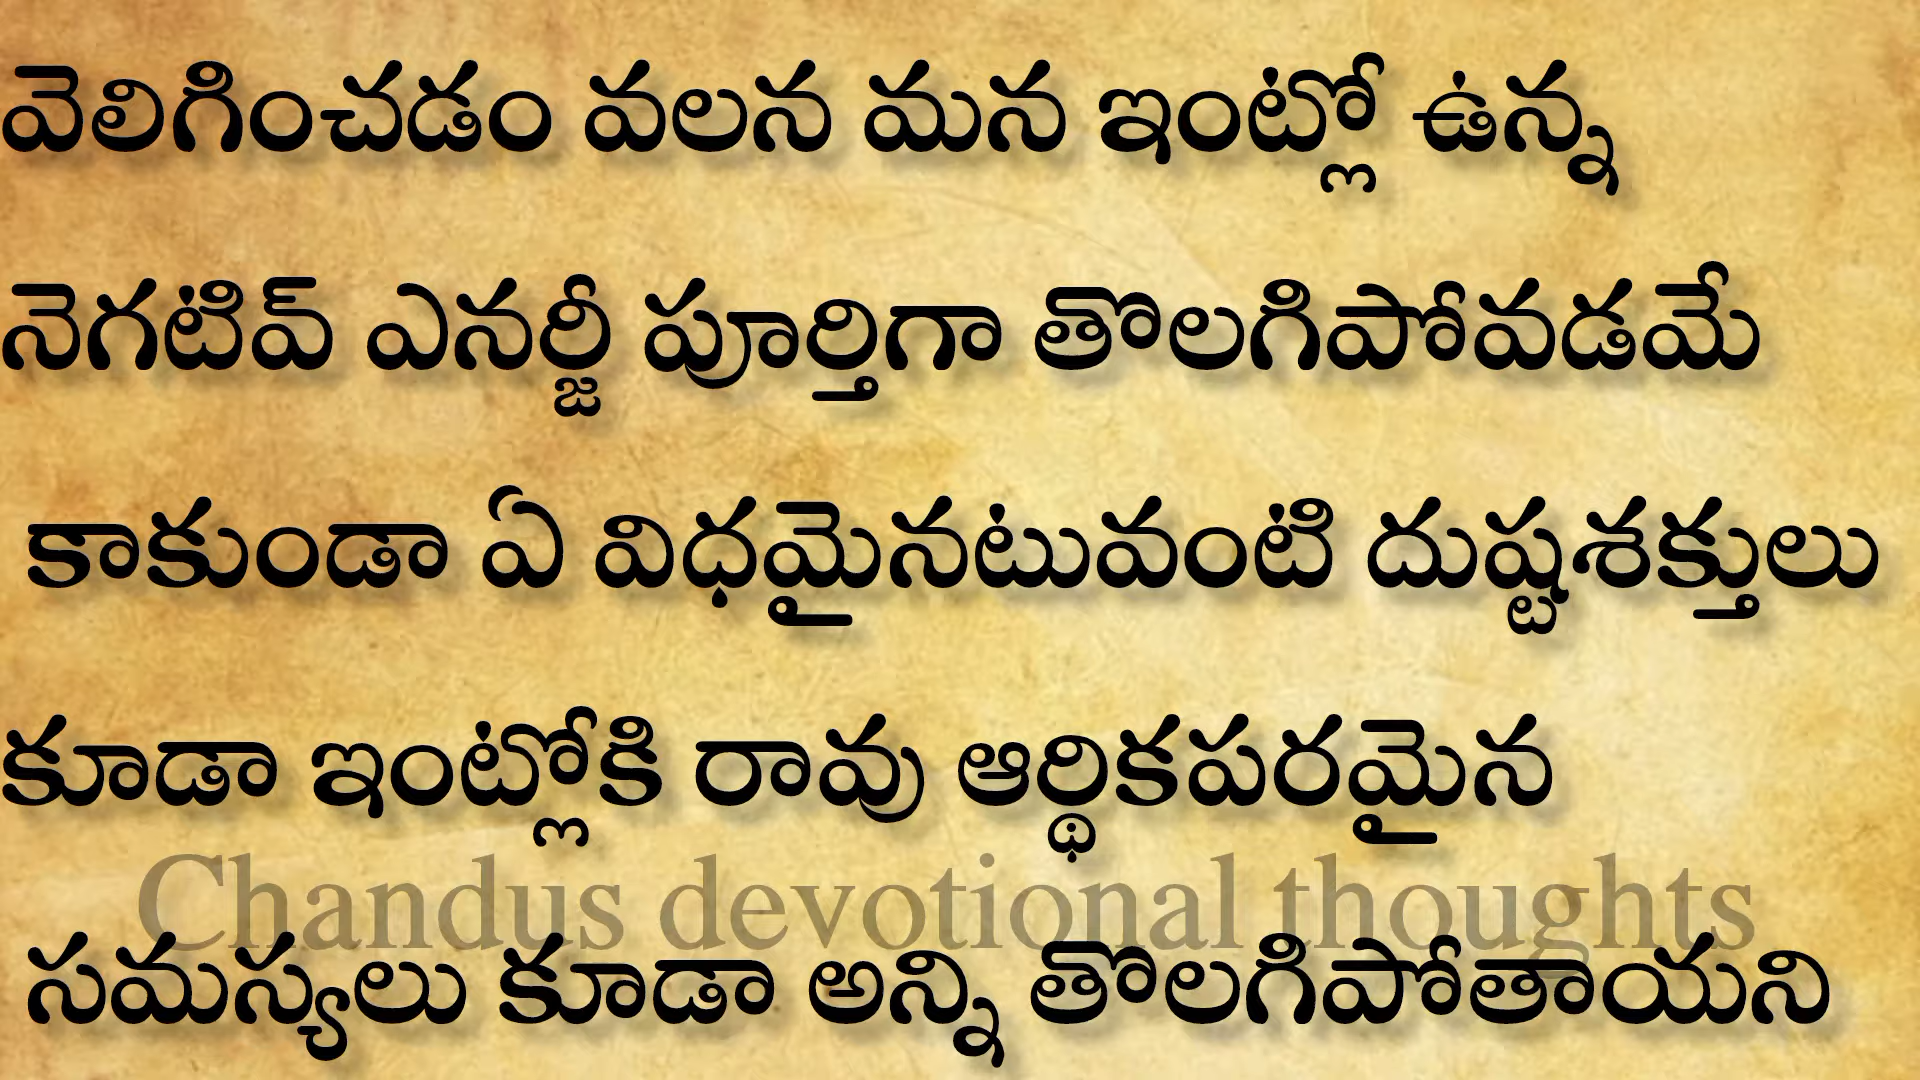 వెలిగించడం వలన మన ఇంట్లో ఉన్న
నెగటివ్ ఎనర్జీ పూర్తిగా తొలగిపోవడమే
కాకుండా ఏ విధమైనటువంటి దుష్టశక్తులు
కూడా ఇంట్లోకి రావు ఆర్థికపరమైన
Chandus devotional thoughts
సమస్యలు కూడా అన్ని తొలగిపోతాయని